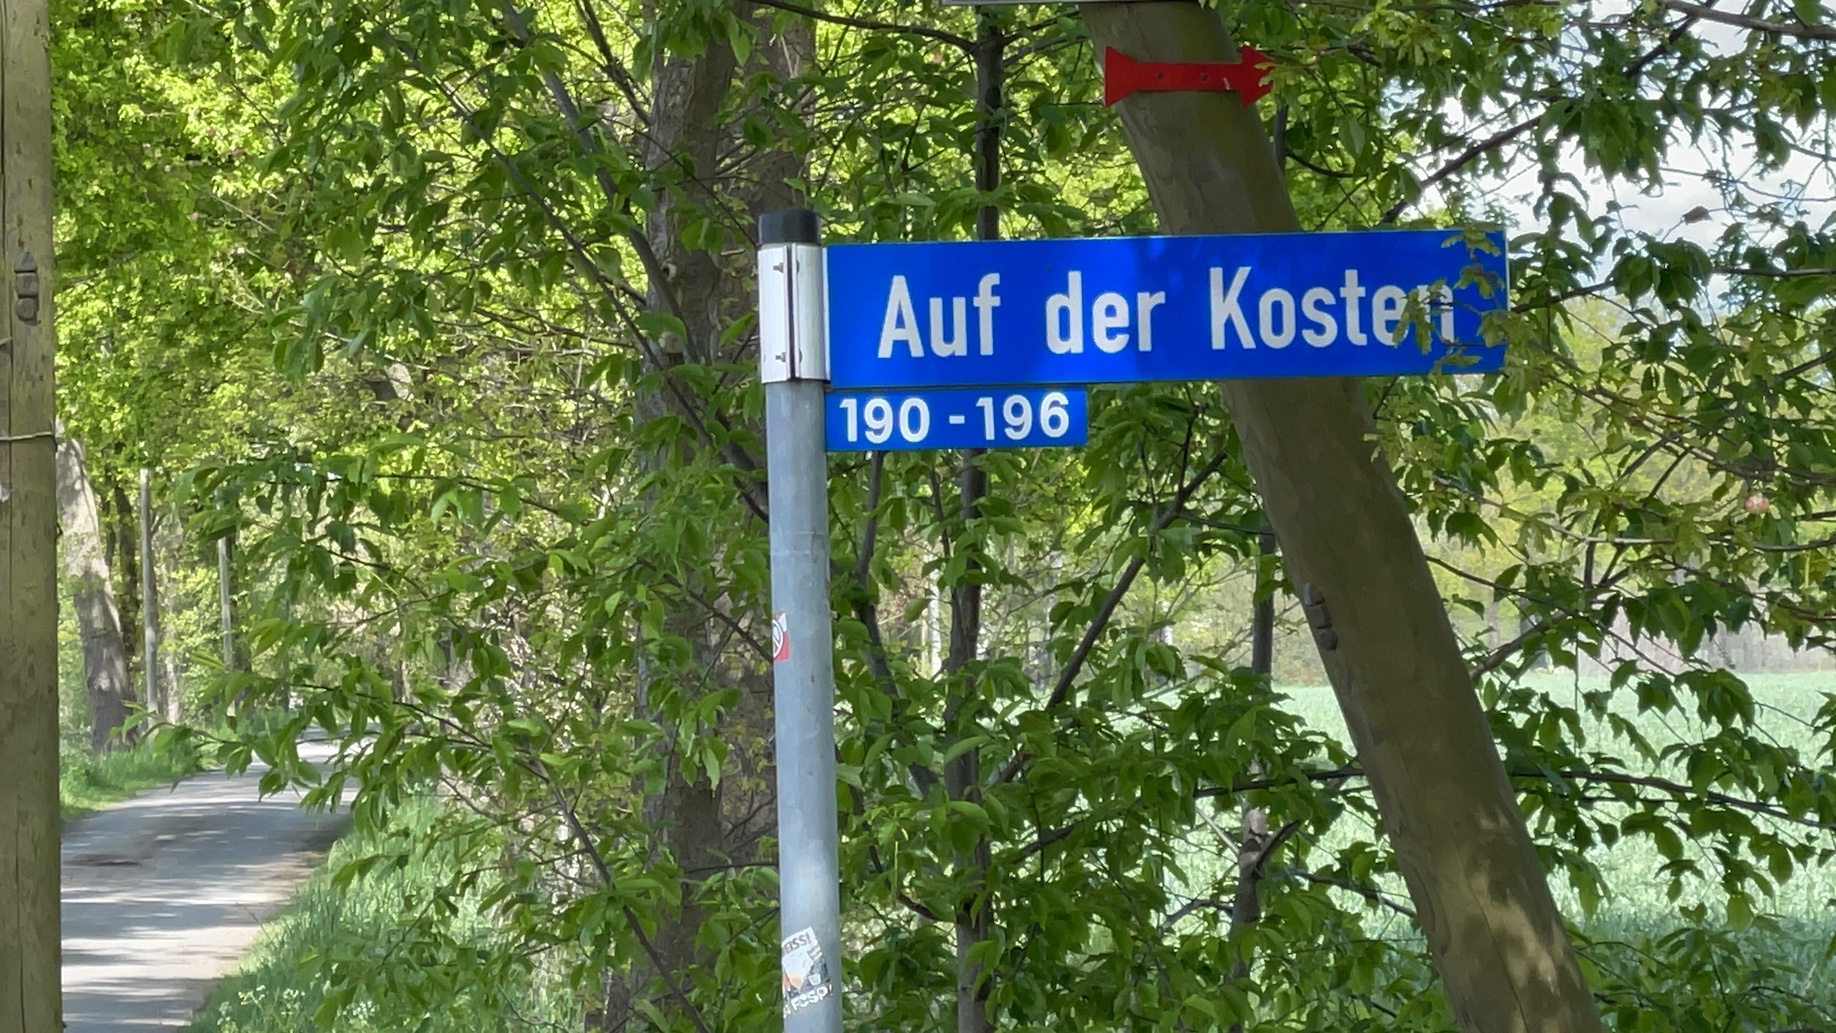 Auf der Kosten
190 - 196